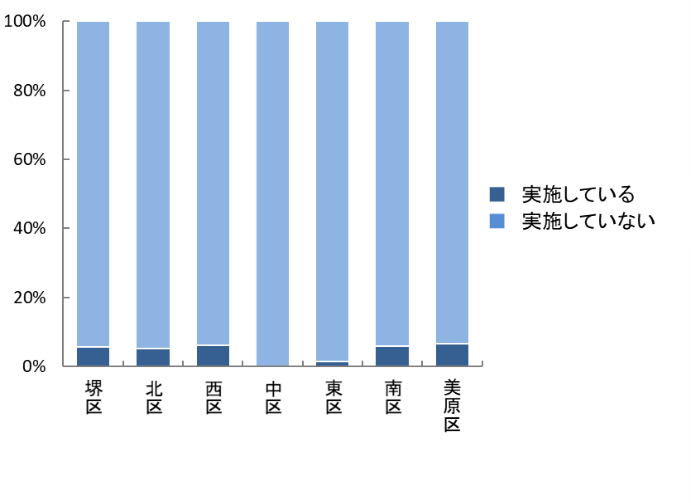 100%
80%
60%
40%
20%
0%
堺区
北区
西区
中区
東区
南区
美原区
実施している
実施していない